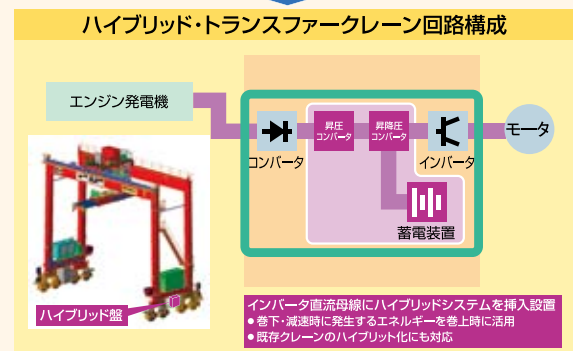 ハイブリッド・トランスファークレーン回路構成
エンジン発電機
昇圧
コンバータ
昇降圧
コンバータ
モータ
コンバータ
インバータ
蓄電装置
ハイブリッド盤
インバータ直流母線にハイブリッドシステムを挿入設置
●巻下・減速時に発生するエネルギーを巻上時に活用
●既存クレーンのハイブリット化にも対応